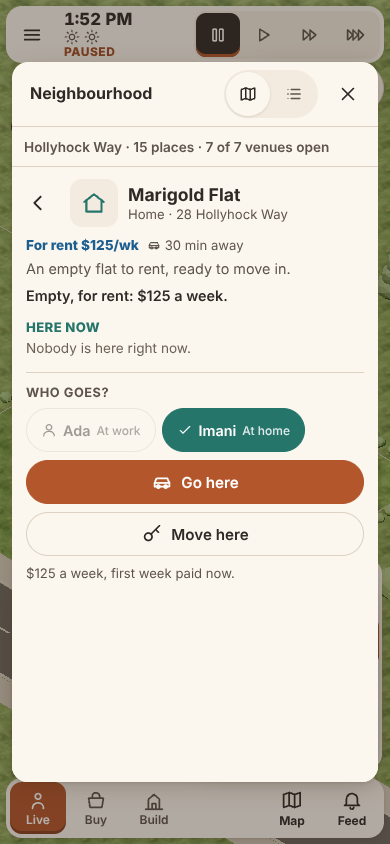 1:52 PM
PAUSED
Neighbourhood
Hollyhock Way · 15 places · 7 of 7 venues open
Marigold Flat
Home · 28 Hollyhock Way
For rent $125/wk 30 min away
An empty flat to rent, ready to move in.
Empty, for rent: $125 a week.
HERE NOW
Nobody is here right now.
WHO GOES?
Ada At work Imani At home
Go here
Move here
$125 a week, first week paid now.
Live Buy Build Map Feed